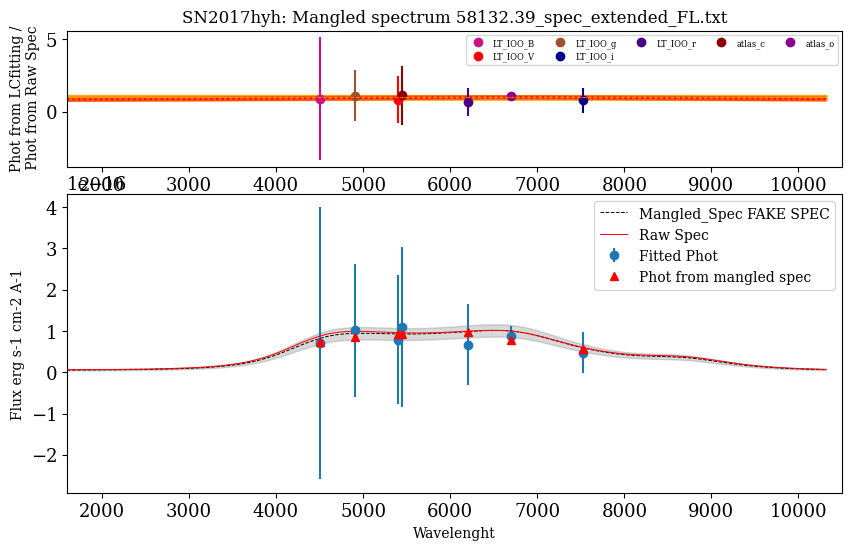 SN2017hyh: Mangled spectrum 58132.39_spec_extended_FL.txt
Phot from LCfitting /
Phot from Raw Spec
5
0
LT_IOO_B
LT_IOO_g
LT_IOO_r
atlas_c
atlas_o
LT_IOO_V
LT_IOO_i
2000 3000 4000 5000 6000 7000 8000 9000 10000
Flux erg s-1 cm-2 A-1
4
3
2
1
0
−1
−2
Mangled_Spec FAKE SPEC
Raw Spec
Fitted Phot
Phot from mangled spec
2000 3000 4000 5000 6000 7000 8000 9000 10000
Wavelenght